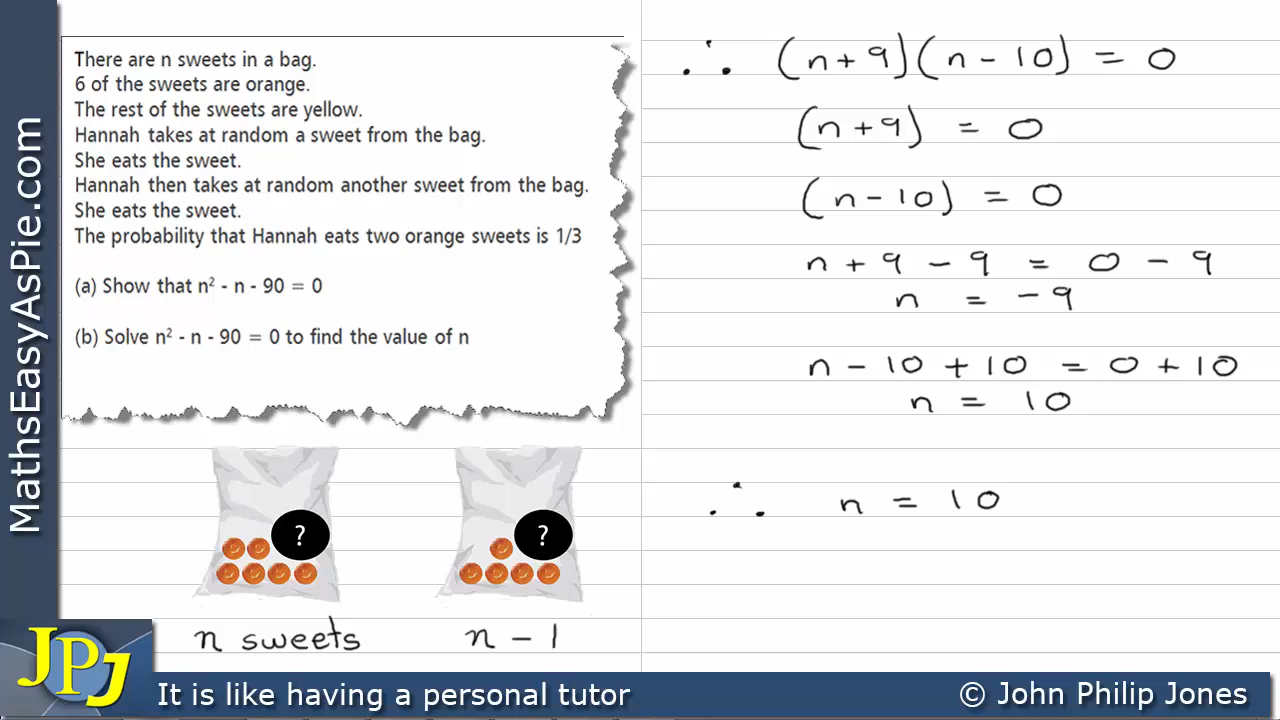 There are n sweets in a bag.
6 of the sweets are orange.
The rest of the sweets are yellow.
Hannah takes at random a sweet from the bag.
She eats the sweet.
Hannah then takes at random another sweet from the bag.
She eats the sweet.
The probability that Hannah eats two orange sweets is 1/3
(a) Show that n² - n - 90 = 0
(b) Solve n² - n - 90 = 0 to find the value of n
? ?
n sweets n - 1
∴ (n + 9)(n - 10) = 0
(n + 9) = 0
(n - 10) = 0
n + 9 - 9 = 0 - 9
n = -9
n - 10 + 10 = 0 + 10
n = 10
∴ n = 10
MathsEasyAsPie.com
JPJ
It is like having a personal tutor
© John Philip Jones